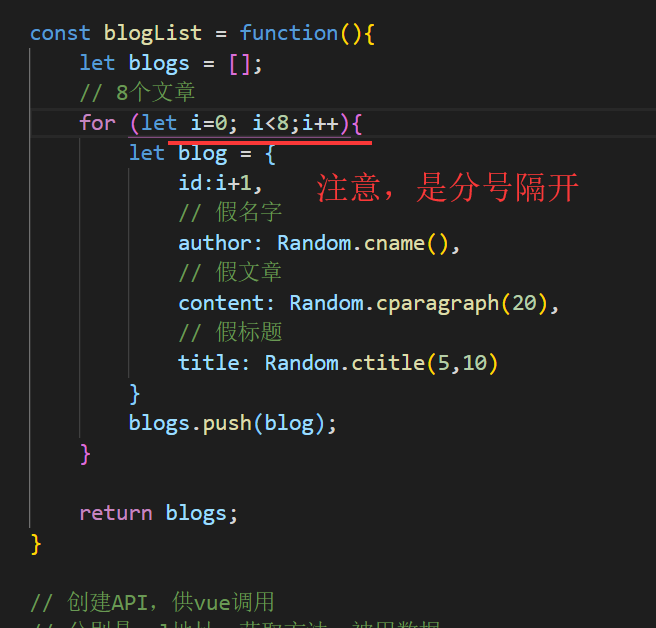 const blogList = function(){
let blogs = [];
// 8个文章
for (let i=0; i<8;i++){
let blog = {
id:i+1,
注意，是分号隔开
// 假名字
author: Random.cname(),
// 假文章
content: Random.cparagraph(20),
// 假标题
title: Random.ctitle(5,10)
}
blogs.push(blog);
}
return blogs;
}
// 创建API，供vue调用